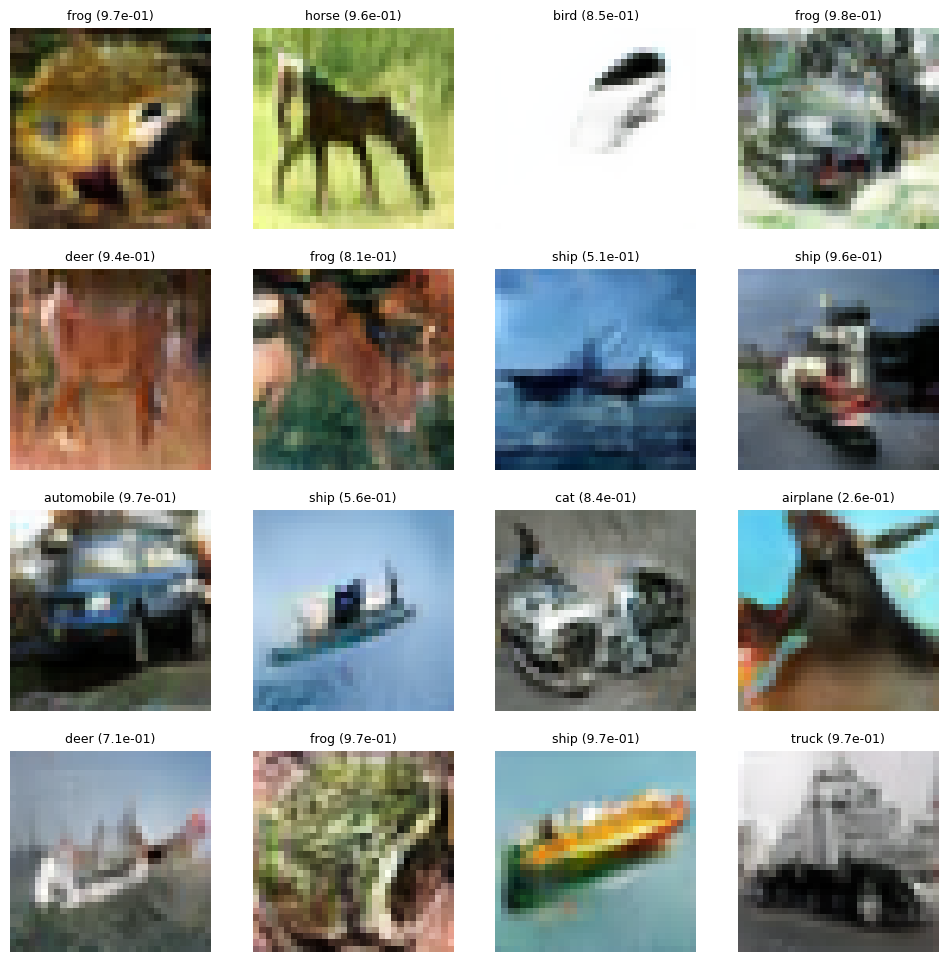 frog (9.7e-01) horse (9.6e-01) bird (8.5e-01) frog (9.8e-01)
deer (9.4e-01) frog (8.1e-01) ship (5.1e-01) ship (9.6e-01)
automobile (9.7e-01) ship (5.6e-01) cat (8.4e-01) airplane (2.6e-01)
deer (7.1e-01) frog (9.7e-01) ship (9.7e-01) truck (9.7e-01)